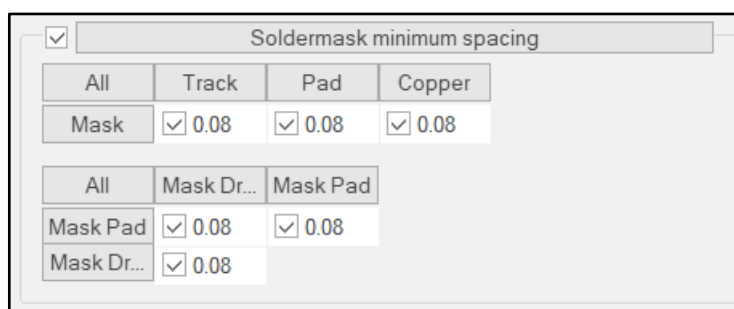 Soldermask minimum spacing
All Track Pad Copper
Mask 0.08 0.08 0.08
All Mask Dr... Mask Pad
Mask Pad 0.08 0.08
Mask Dr... 0.08